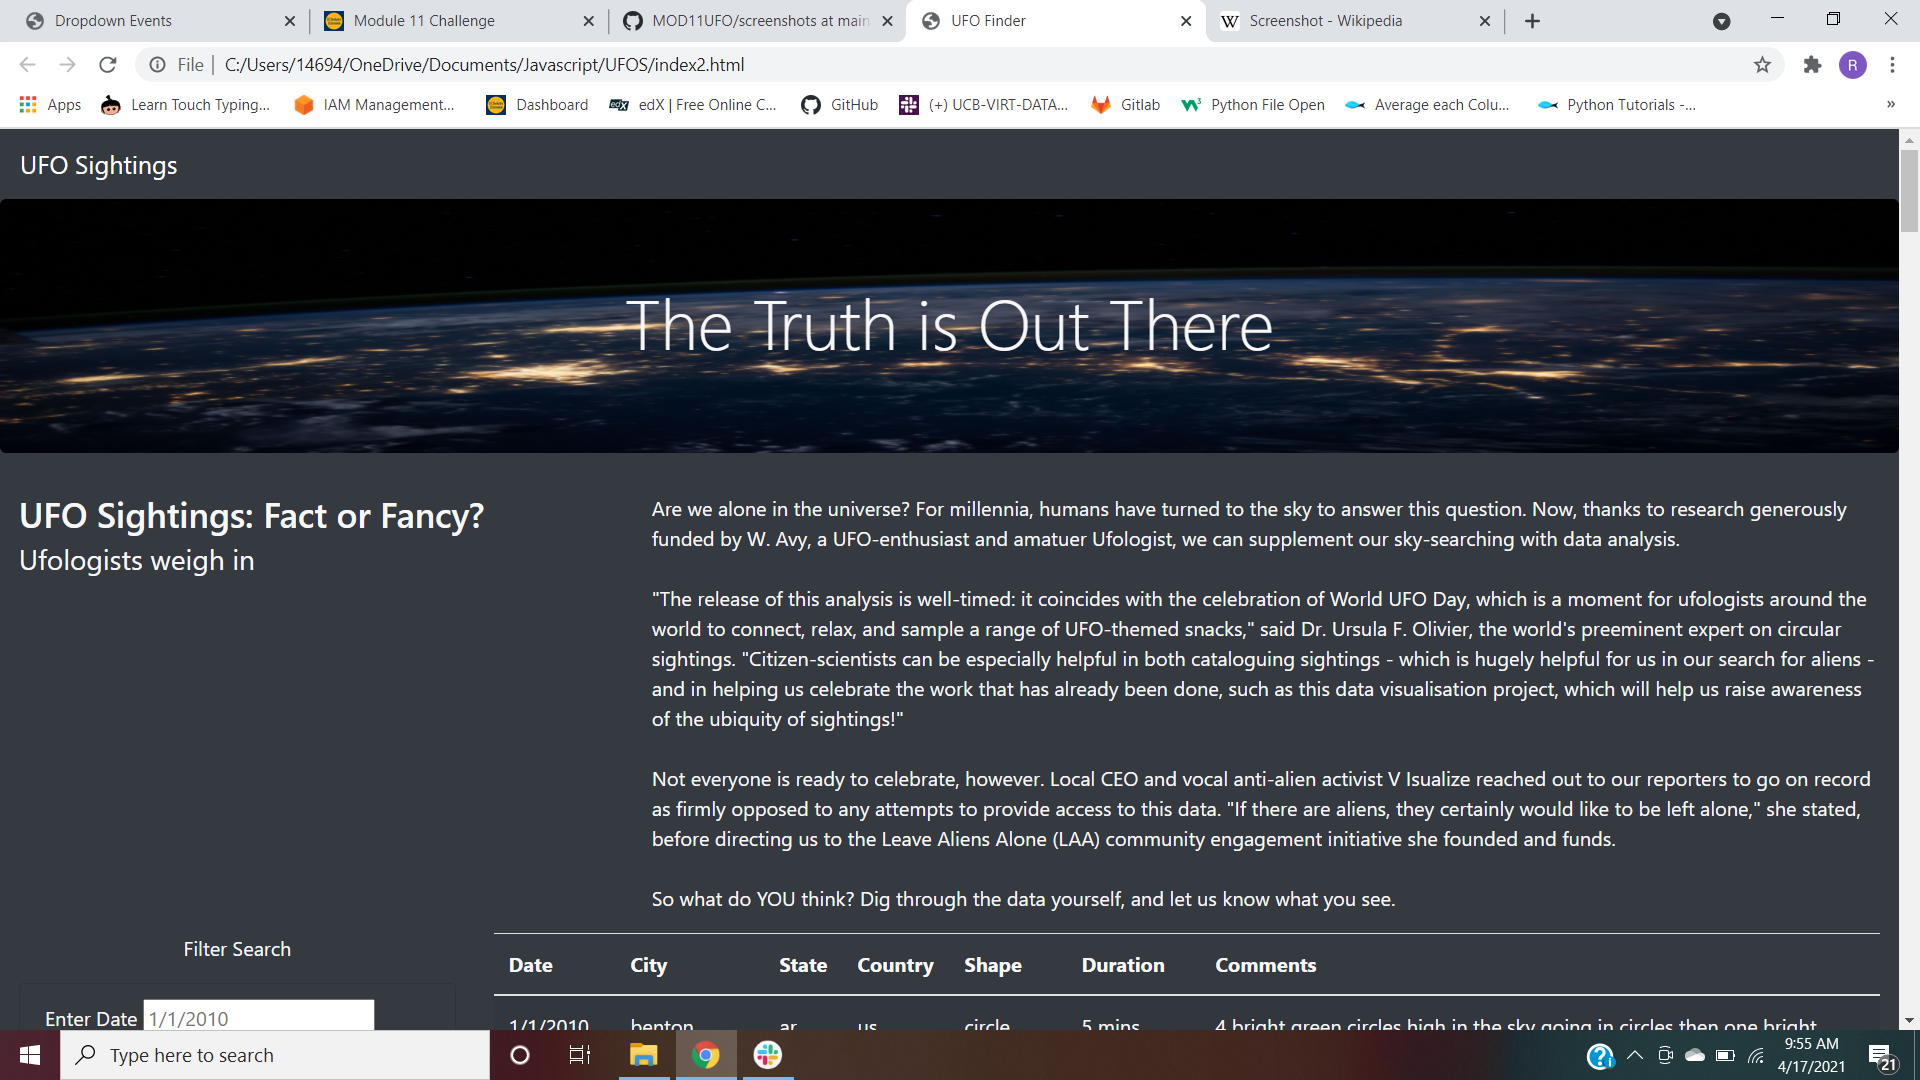 Dropdown Events
Module 11 Challenge
MOD11UFO/screenshots at main
UFO Finder
Screenshot - Wikipedia
File
C:/Users/14694/OneDrive/Documents/Javascript/UFOS/index2.html
R
Apps
Learn Touch Typing...
IAM Management...
Dashboard
edX | Free Online C...
GitHub
(+) UCB-VIRT-DATA...
Gitlab
Python File Open
Average each Colu...
Python Tutorials -...
»
UFO Sightings
The Truth is Out There
UFO Sightings: Fact or Fancy?
Ufologists weigh in
Are we alone in the universe? For millennia, humans have turned to the sky to answer this question. Now, thanks to research generously
funded by W. Avy, a UFO-enthusiast and amatuer Ufologist, we can supplement our sky-searching with data analysis.
"The release of this analysis is well-timed: it coincides with the celebration of World UFO Day, which is a moment for ufologists around the
world to connect, relax, and sample a range of UFO-themed snacks," said Dr. Ursula F. Olivier, the world's preeminent expert on circular
sightings. "Citizen-scientists can be especially helpful in both cataloguing sightings - which is hugely helpful for us in our search for aliens -
and in helping us celebrate the work that has already been done, such as this data visualisation project, which will help us raise awareness
of the ubiquity of sightings!"
Not everyone is ready to celebrate, however. Local CEO and vocal anti-alien activist V Isualize reached out to our reporters to go on record
as firmly opposed to any attempts to provide access to this data. "If there are aliens, they certainly would like to be left alone," she stated,
before directing us to the Leave Aliens Alone (LAA) community engagement initiative she founded and funds.
So what do YOU think? Dig through the data yourself, and let us know what you see.
Filter Search
Enter Date 1/1/2010
Date City State Country Shape Duration Comments
1/1/2010 benton ar us circle 5 mins. 4 bright green circles high in the sky going in circles then one bright
Type here to search
9:55 AM
4/17/2021
21